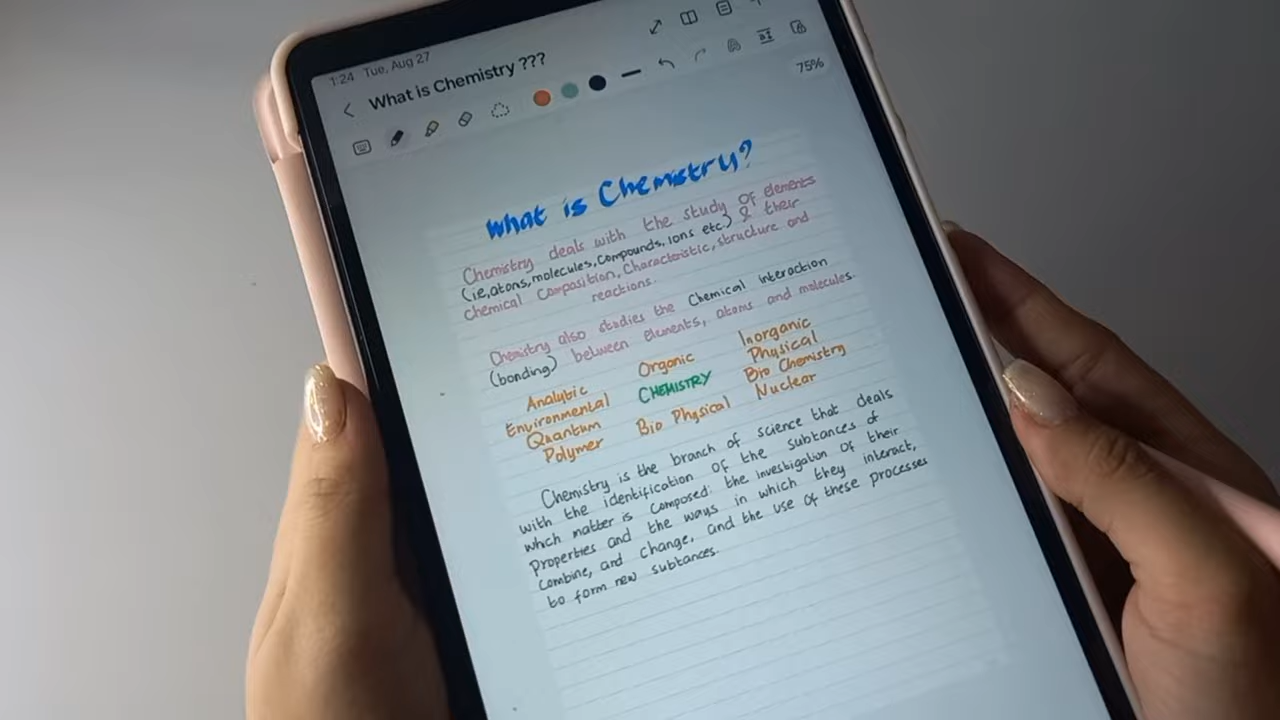 1:24 Tue, Aug 27
What is Chemistry ???
75%
What is Chemistry?
Chemistry deals with the study of elements
(ie,atoms,molecules,compounds,ions etc.) & their
chemical composition, Characteristic, structure and
reactions.
Chemistry also studies the Chemical interaction
(bonding) between elements, atoms and molecules.
Analytic Organic Inorganic
Environmental CHEMISTRY Physical
Quantum Bio Physical Bio Chemistry
Polymer Nuclear
Chemistry is the branch of science that deals
with the identification of the subtances of
which matter is composed: the investigation of their
Properties and the ways in which they interact,
Combine, and change, and the use of these processes
to form new subtances.